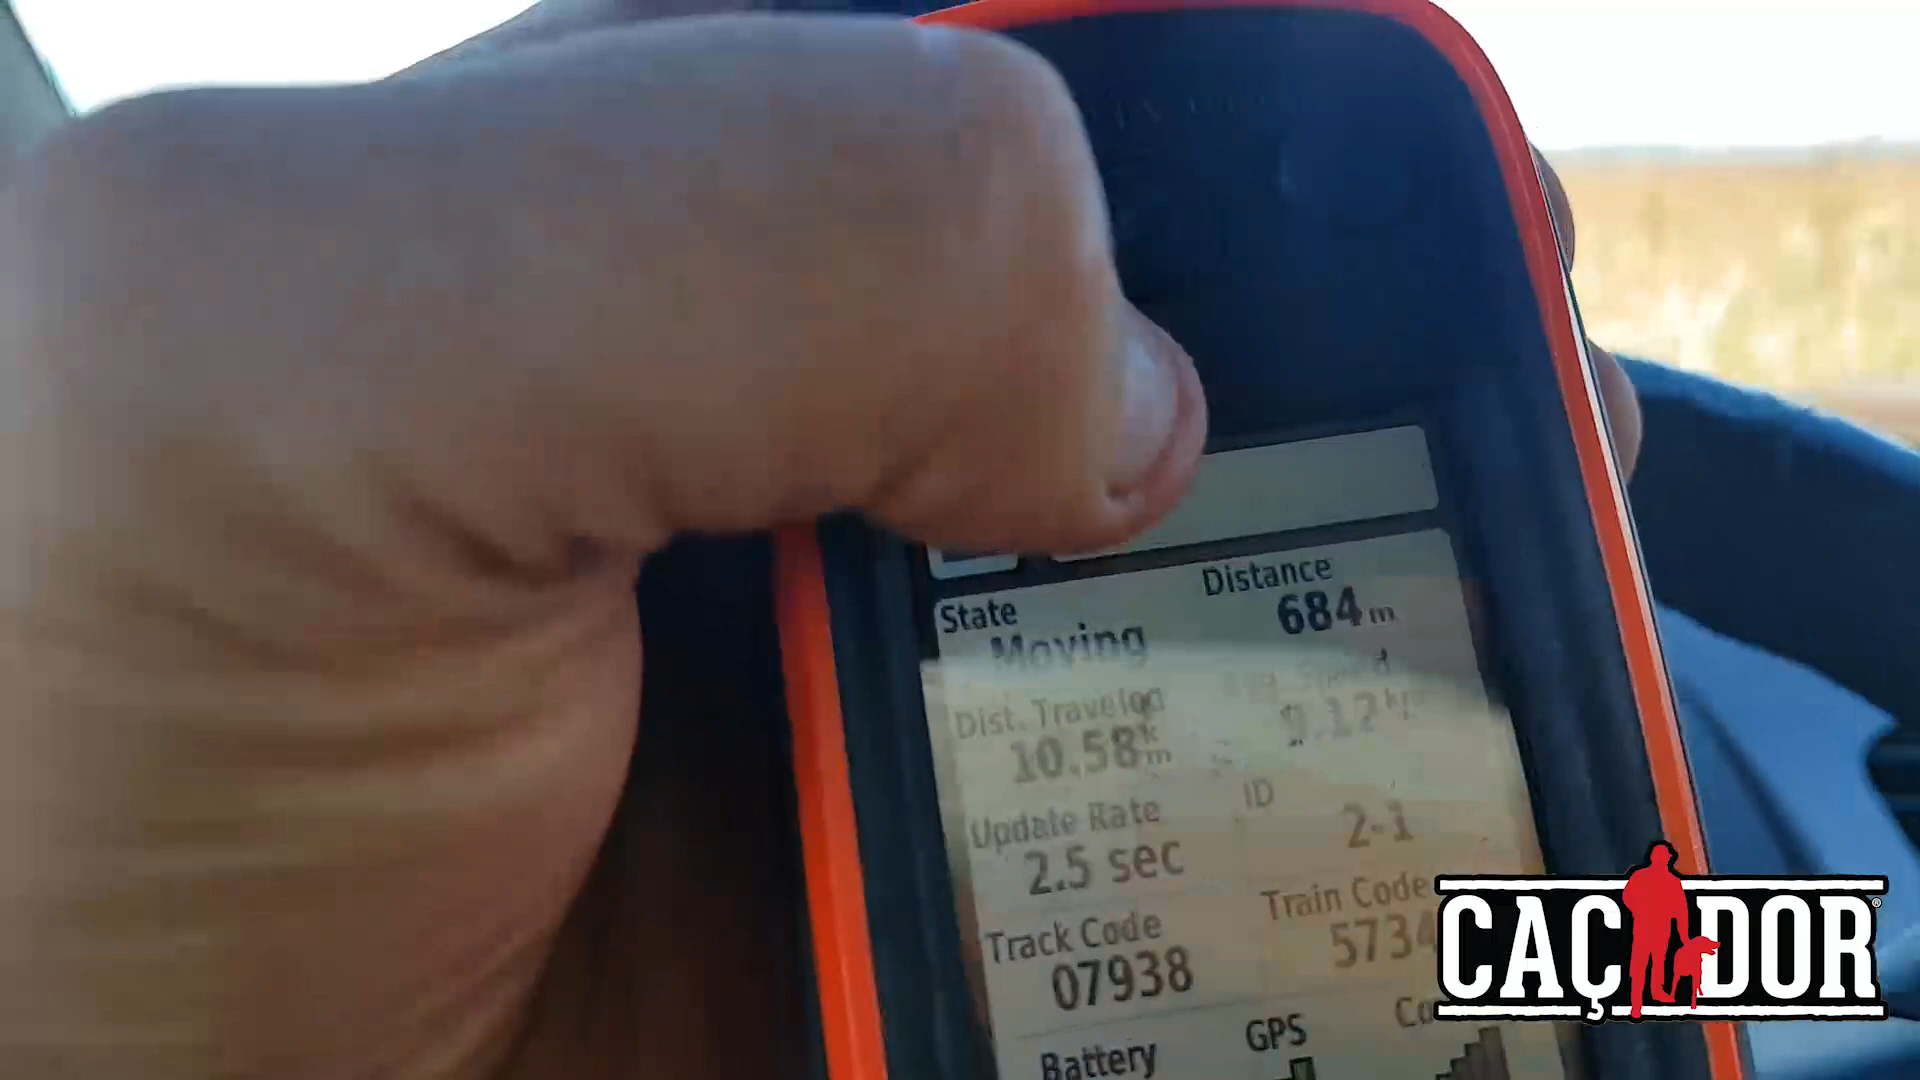 State
Moving
Distance
684 m
Dist. Traveled
10.58 km
Update Rate
2.5 sec
ID
2-1
Track Code
07938
Train Code
5734
Battery
GPS
CAÇADOR®